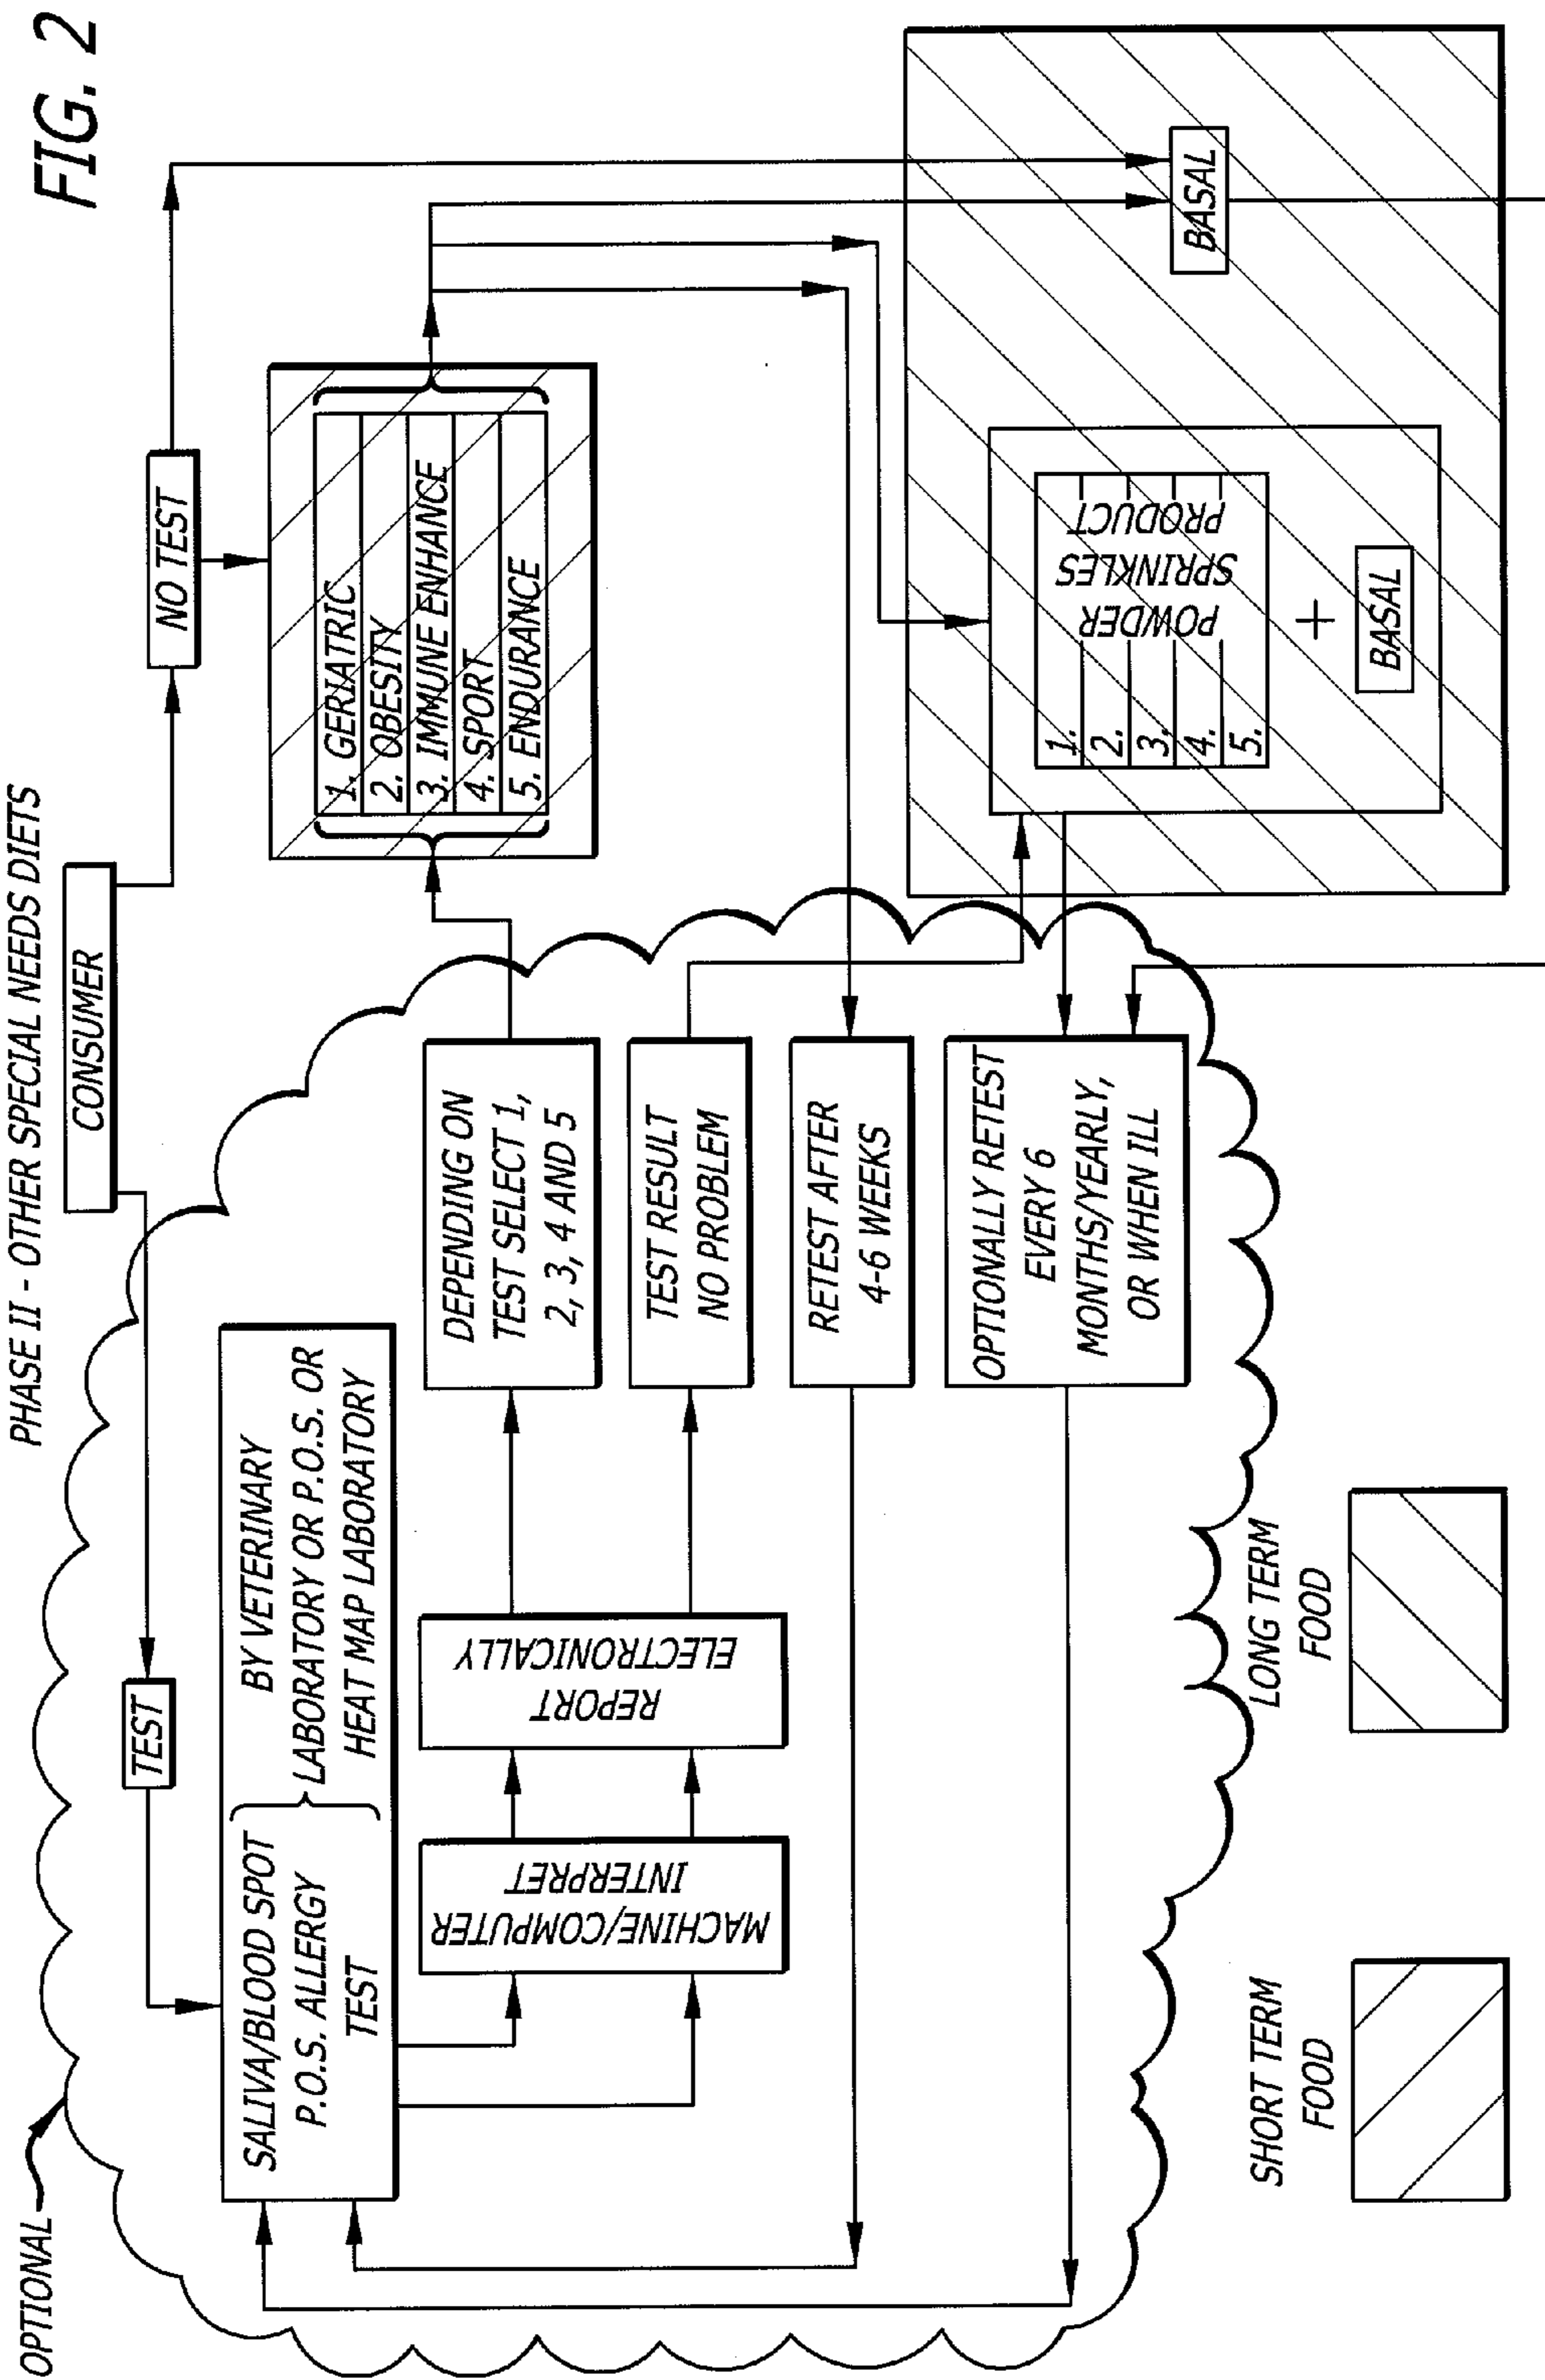 FIG. 2
PHASE II - OTHER SPECIAL NEEDS DIETS
OPTIONAL
CONSUMER
TEST
NO TEST
SALIVA/BLOOD SPOT
P.O.S. ALLERGY
TEST
BY VETERINARY
LABORATORY OR P.O.S. OR
HEAT MAP LABORATORY
1. GERIATRIC
2. OBESITY
3. IMMUNE ENHANCE
4. SPORT
5. ENDURANCE
MACHINE/COMPUTER
INTERPRET
REPORT
ELECTRONICALLY
DEPENDING ON
TEST SELECT 1,
2, 3, 4 AND 5
TEST RESULT
NO PROBLEM
RETEST AFTER
4-6 WEEKS
OPTIONALLY RETEST
EVERY 6
MONTHS/YEARLY,
OR WHEN ILL
1.
2.
3.
4.
5.
POWDER
SPRINKLES
PRODUCT
+
BASAL
BASAL
SHORT TERM
FOOD
LONG TERM
FOOD